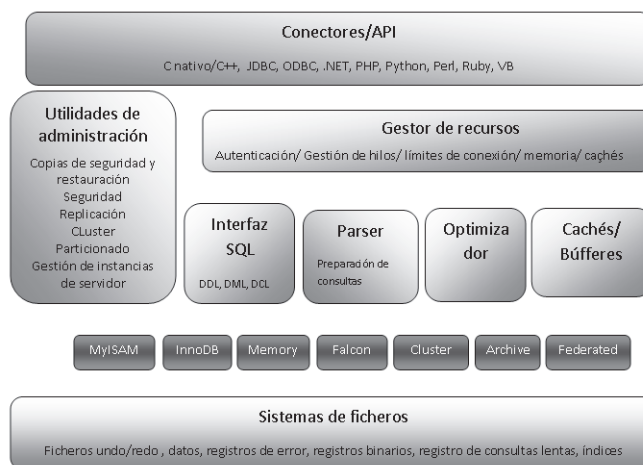 Conectores/API
C nativo/C++, JDBC, ODBC, .NET, PHP, Python, Perl, Ruby, VB
Utilidades de
administración
Copias de seguridad y
restauración
Seguridad
Replicación
CLuster
Particionado
Gestión de instancias
de servidor
Gestor de recursos
Autenticación/ Gestión de hilos/ límites de conexión/ memoria/ cachés
Interfaz
SQL
DDL, DML, DCL
Parser
Preparación de
consultas
Optimiza
dor
Cachés/
Búfferes
MyISAM
InnoDB
Memory
Falcon
Cluster
Archive
Federated
Sistemas de ficheros
Ficheros undo/redo , datos, registros de error, registros binarios, registro de consultas lentas, índices